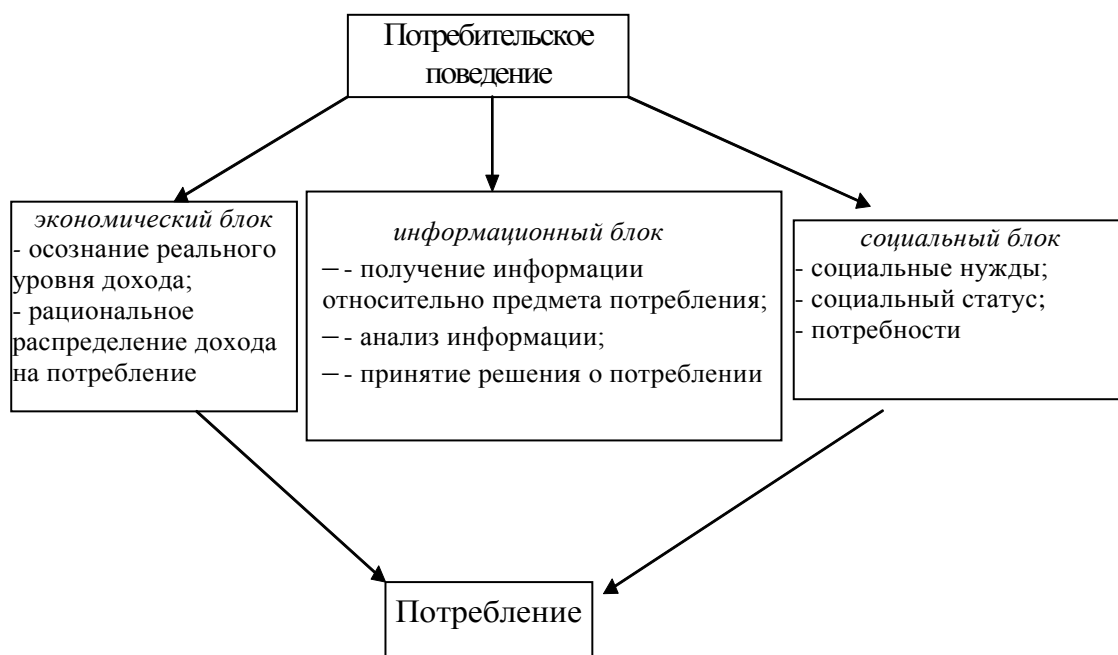 Потребительское
поведение
экономический блок
- осознание реального
уровня дохода;
- рациональное
распределение дохода
на потребление
информационный блок
– - получение информации
относительно предмета потребления;
– - анализ информации;
– - принятие решения о потреблении
социальный блок
- социальные нужды;
- социальный статус;
- потребности
Потребление